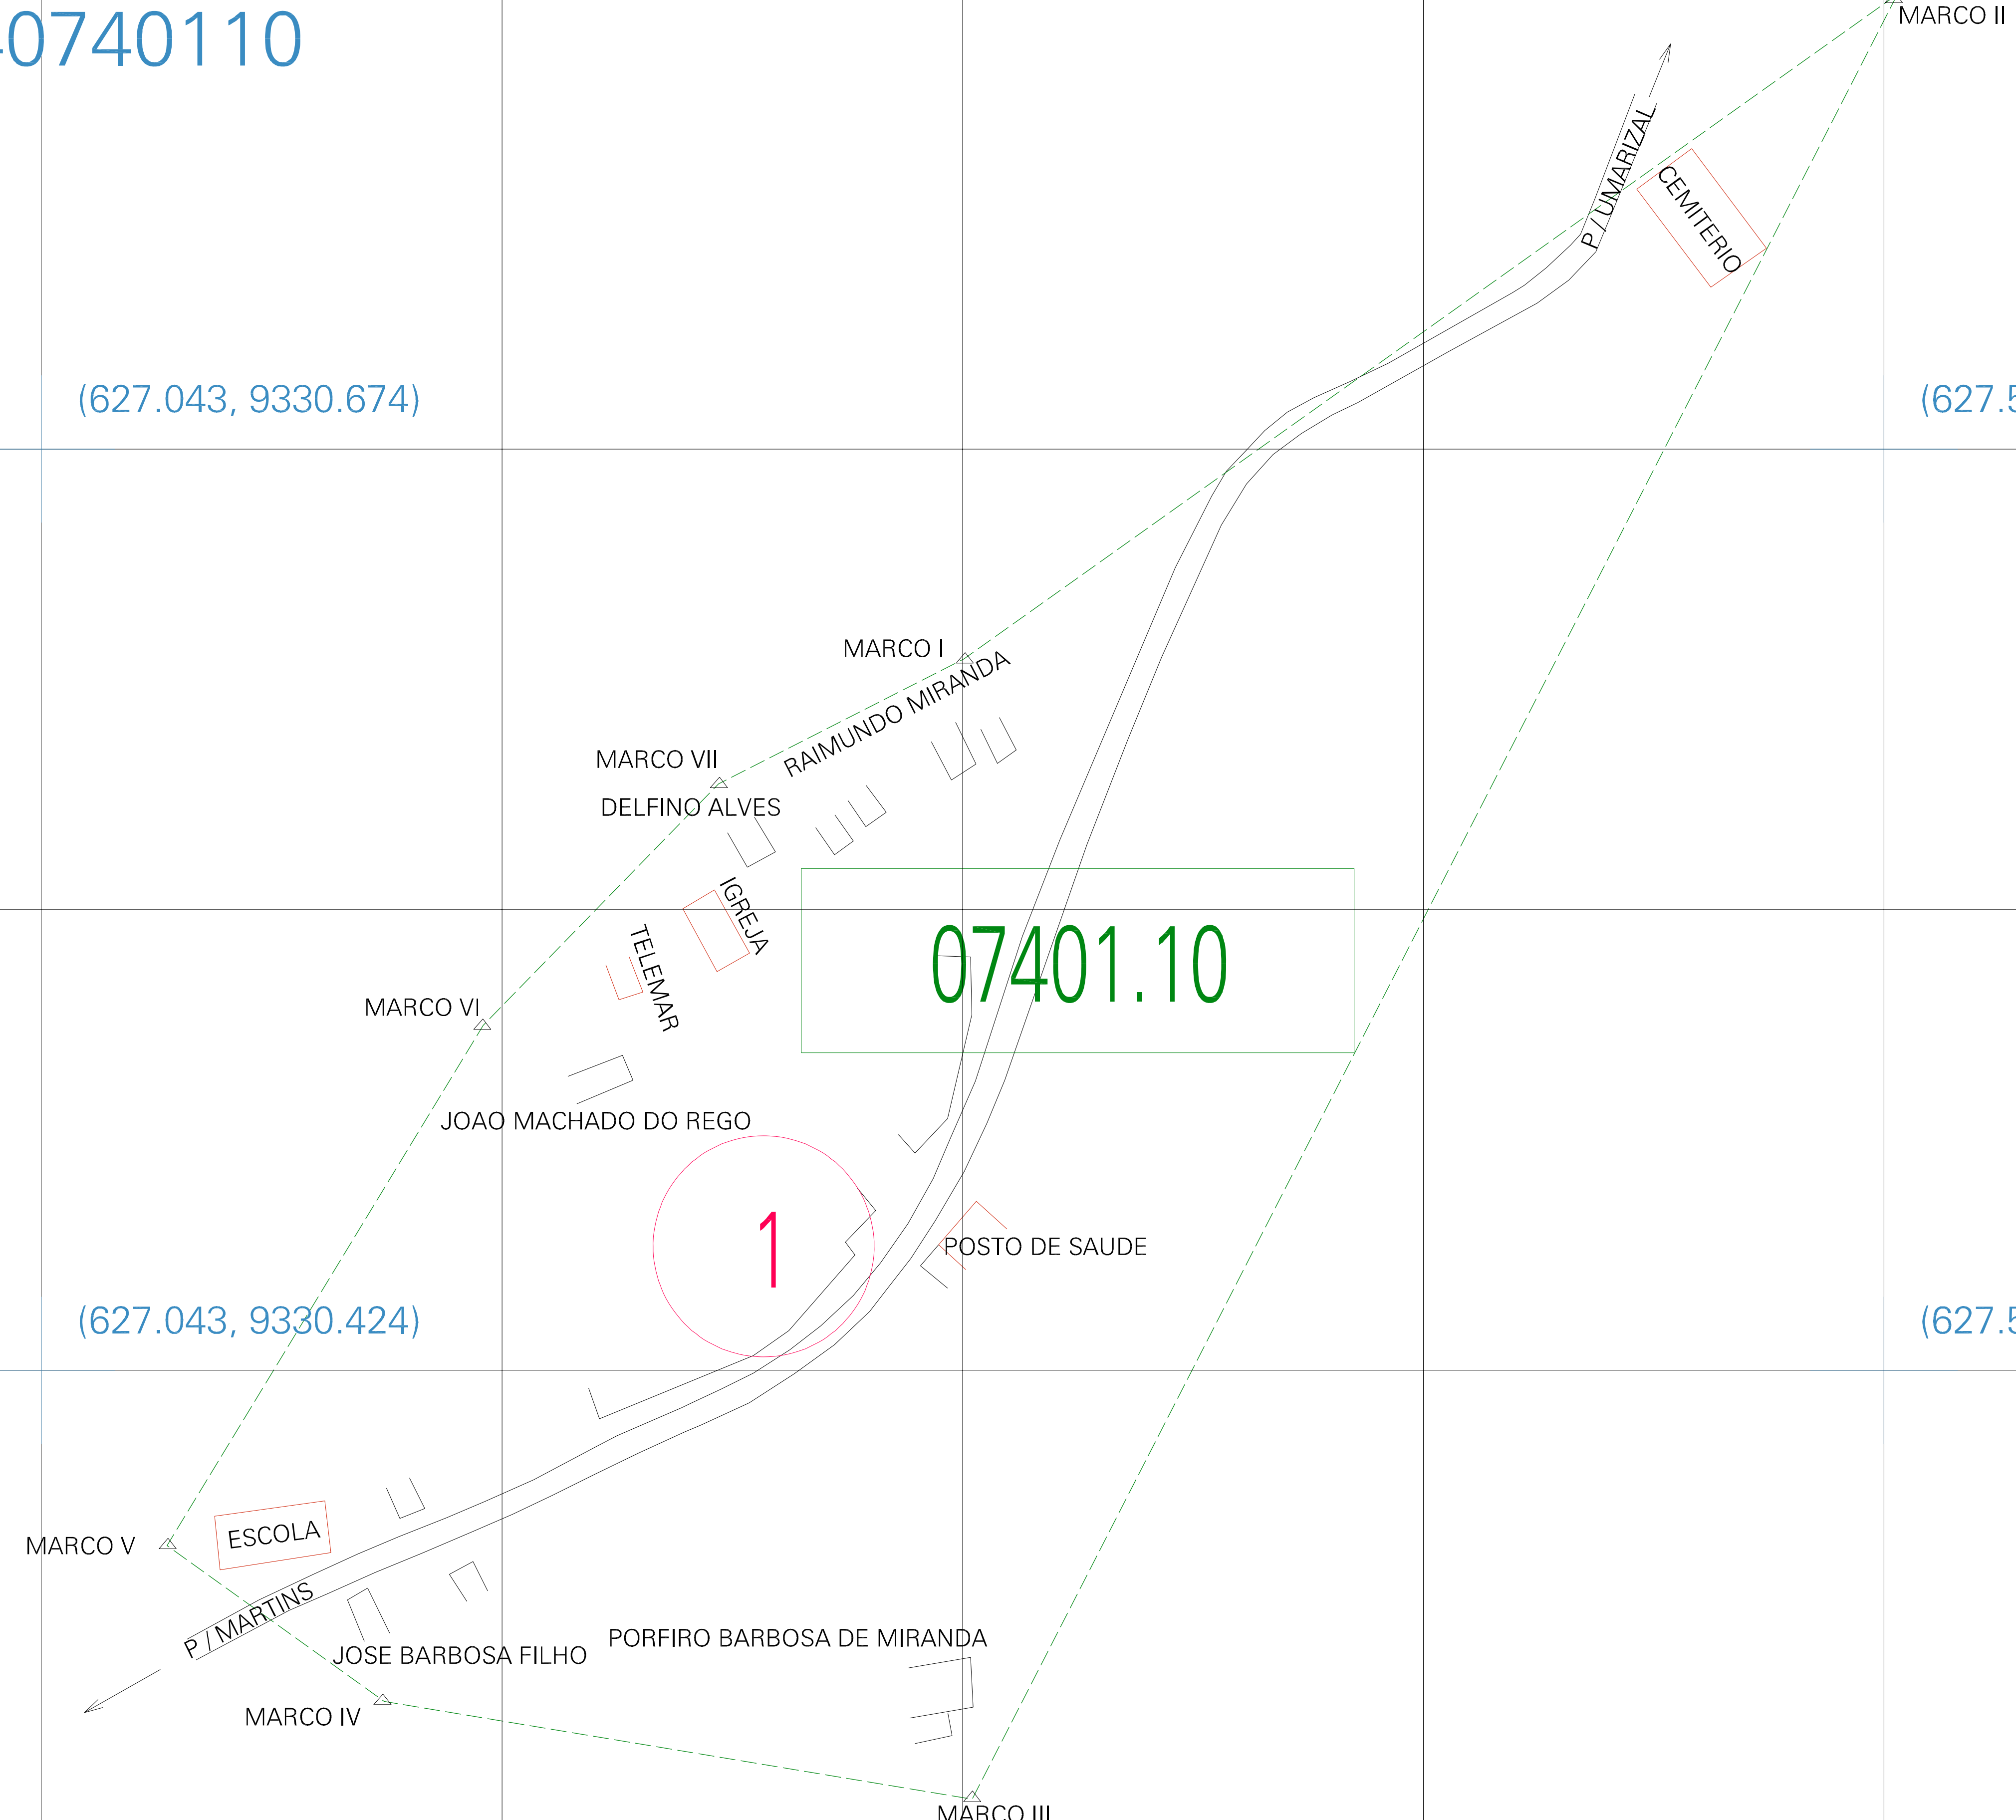 0740110
MARCO II
P / UMARIZAL
CEMITERIO
(627.043, 9330.674)
(627.5
MARCO I
RAIMUNDO MIRANDA
MARCO VII
DELFINO ALVES
IGREJA
TELEMAR
07401.10
MARCO VI
JOAO MACHADO DO REGO
1
POSTO DE SAUDE
(627.043, 9330.424)
(627.5
ESCOLA
MARCO V
P / MARTINS
JOSE BARBOSA FILHO
PORFIRO BARBOSA DE MIRANDA
MARCO IV
MARCO III